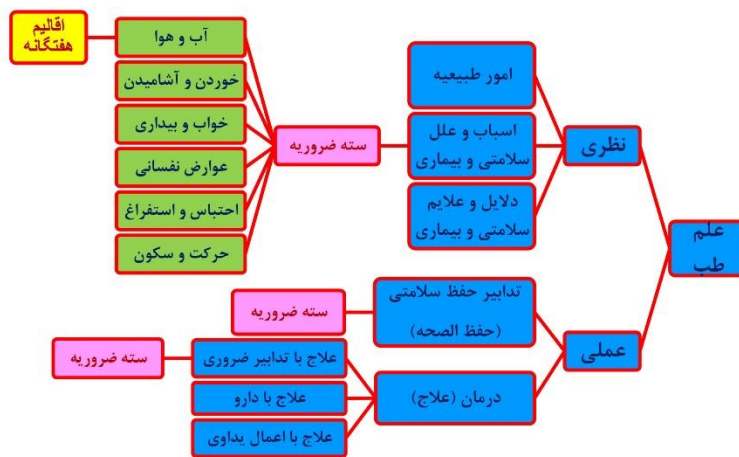 علم
طب
نظری
امور طبیعیه
اسباب و علل
سلامتی و بیماری
دلایل و علایم
سلامتی و بیماری
سته ضروریه
آب و هوا
خوردن و آشامیدن
خواب و بیداری
عوارض نفسانی
احتباس و استفراغ
حرکت و سکون
اقالیم
هفتگانه
عملی
تدابیر حفظ سلامتی
(حفظ الصحه)
سته ضروریه
درمان (علاج)
علاج با تدابیر ضروری
علاج با دارو
علاج با اعمال یداوی
سته ضروریه